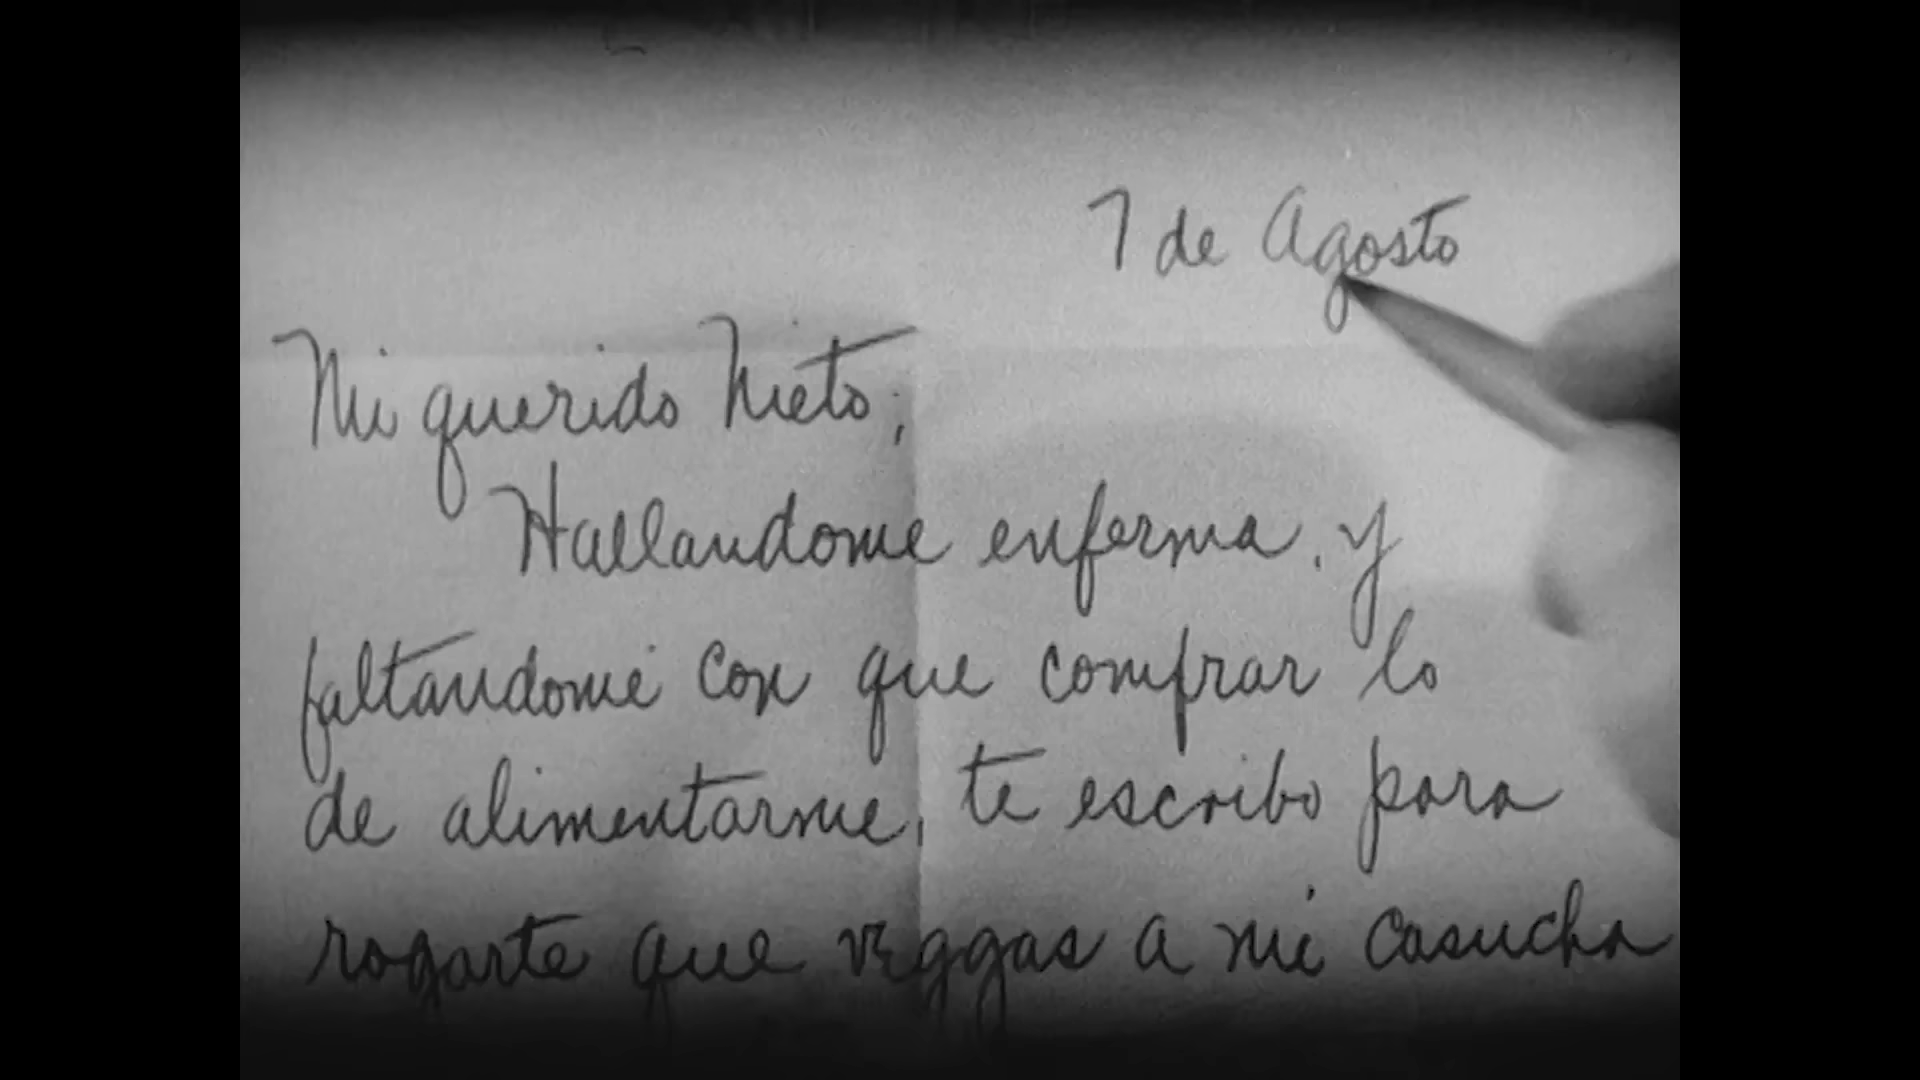 7 de Agosto
Mi querido Nieto;
Hallandome enferma, y
faltandome con que comprar lo
de alimentarme, te escribo para
rogarte que veggas a mi casucha